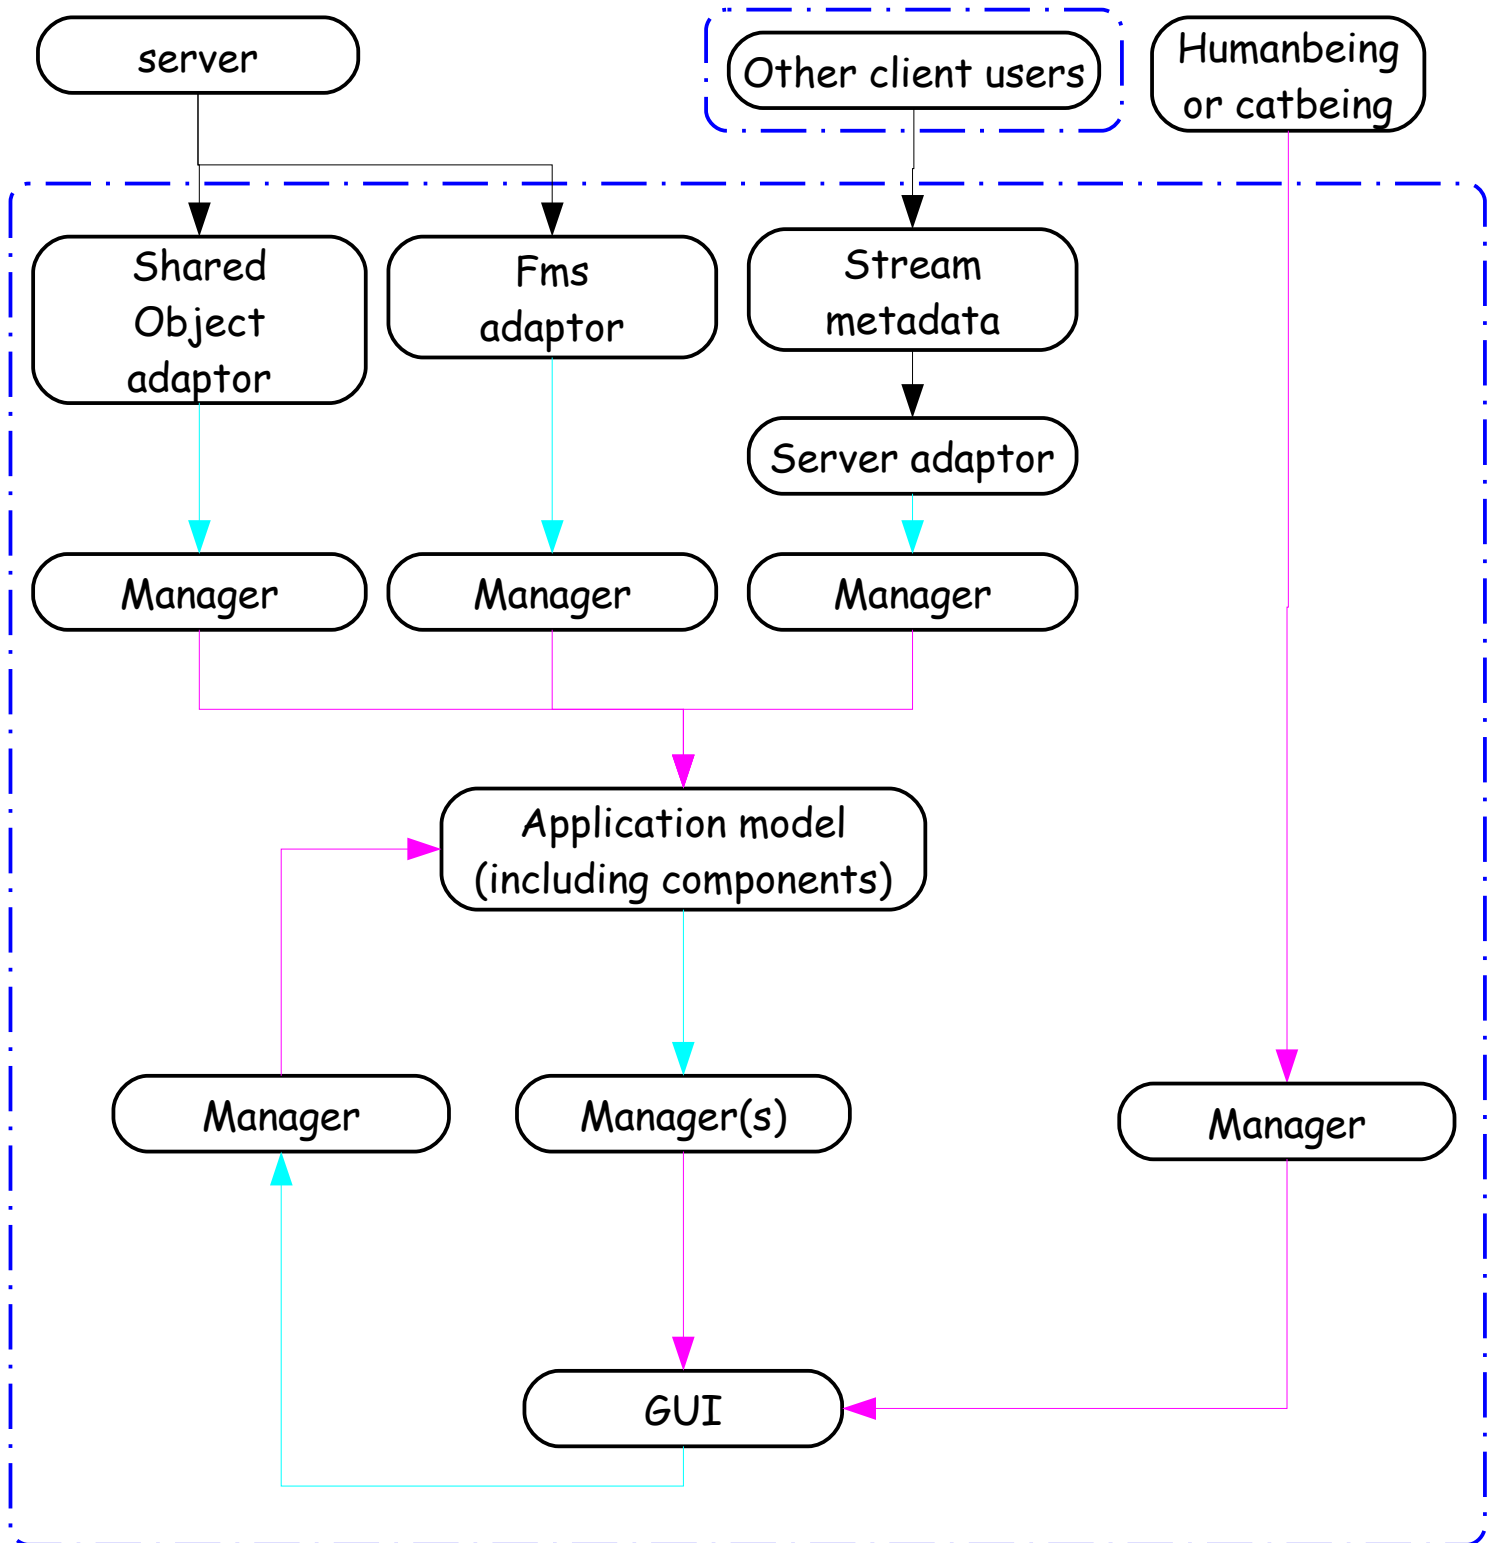 server
Other client users
Humanbeing
or catbeing
Shared
Object
adaptor
Fms
adaptor
Stream
metadata
Server adaptor
Manager
Manager
Manager
Application model
(including components)
Manager
Manager(s)
Manager
GUI